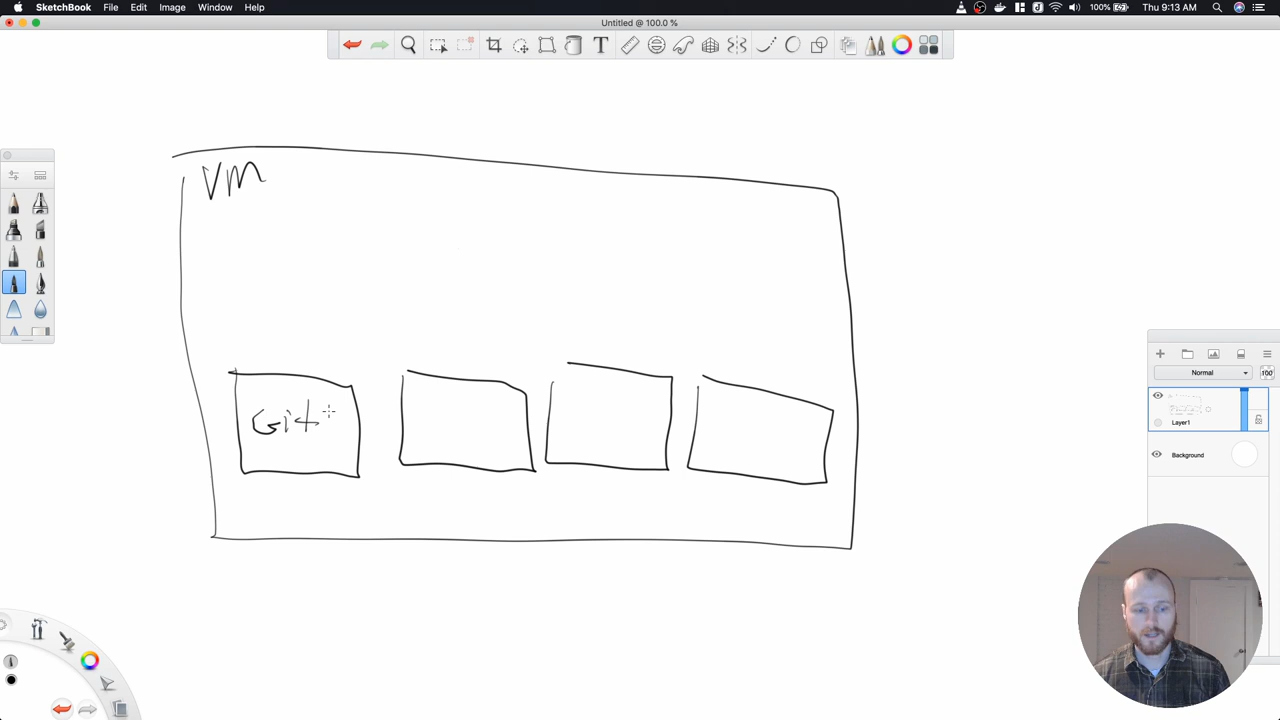 SketchBook File Edit Image Window Help 100% Thu 9:13 AM
Untitled @ 100.0 %
VM
Git
Normal 100
Layer1
Background